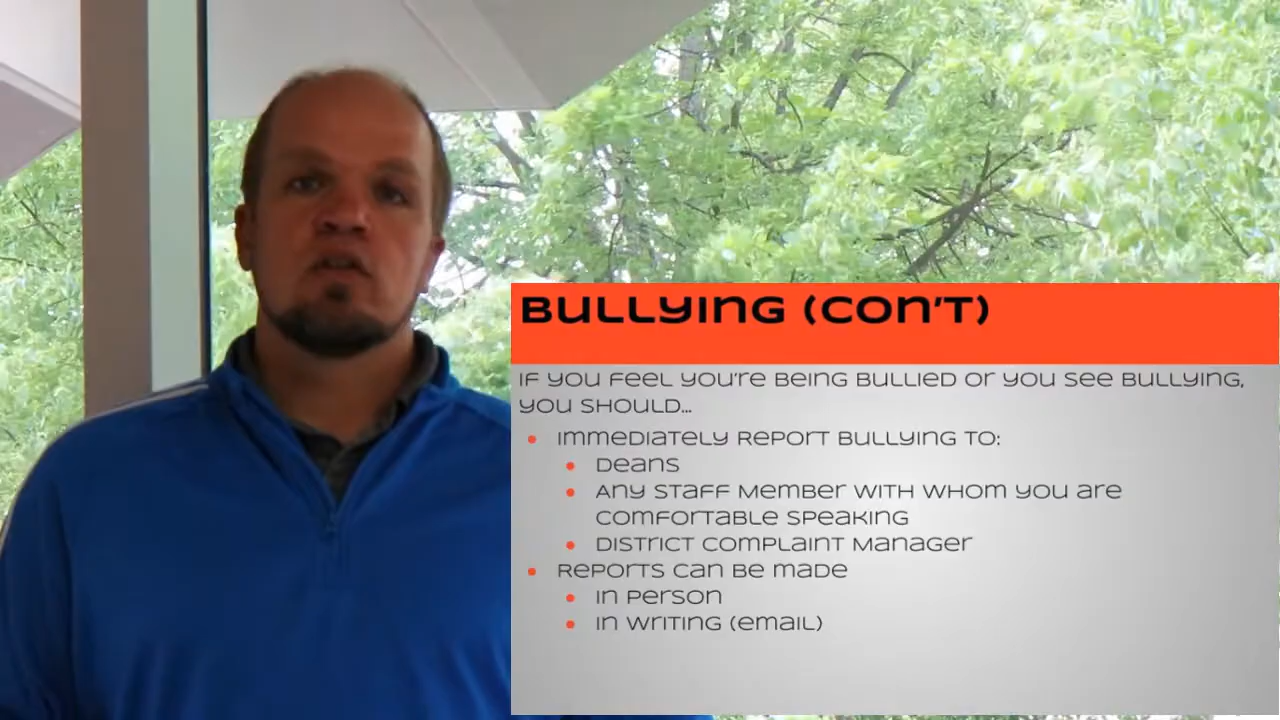 BULLYING (CON'T)
IF YOU FEEL YOU'RE BEING BULLIED OR YOU SEE BULLYING,
YOU SHOULD...
• IMMEDIATELY REPORT BULLYING TO:
• DEANS
• ANY STAFF MEMBER WITH WHOM YOU ARE
COMFORTABLE SPEAKING
• DISTRICT COMPLAINT MANAGER
• REPORTS CAN BE MADE
• IN PERSON
• IN WRITING (EMAIL)